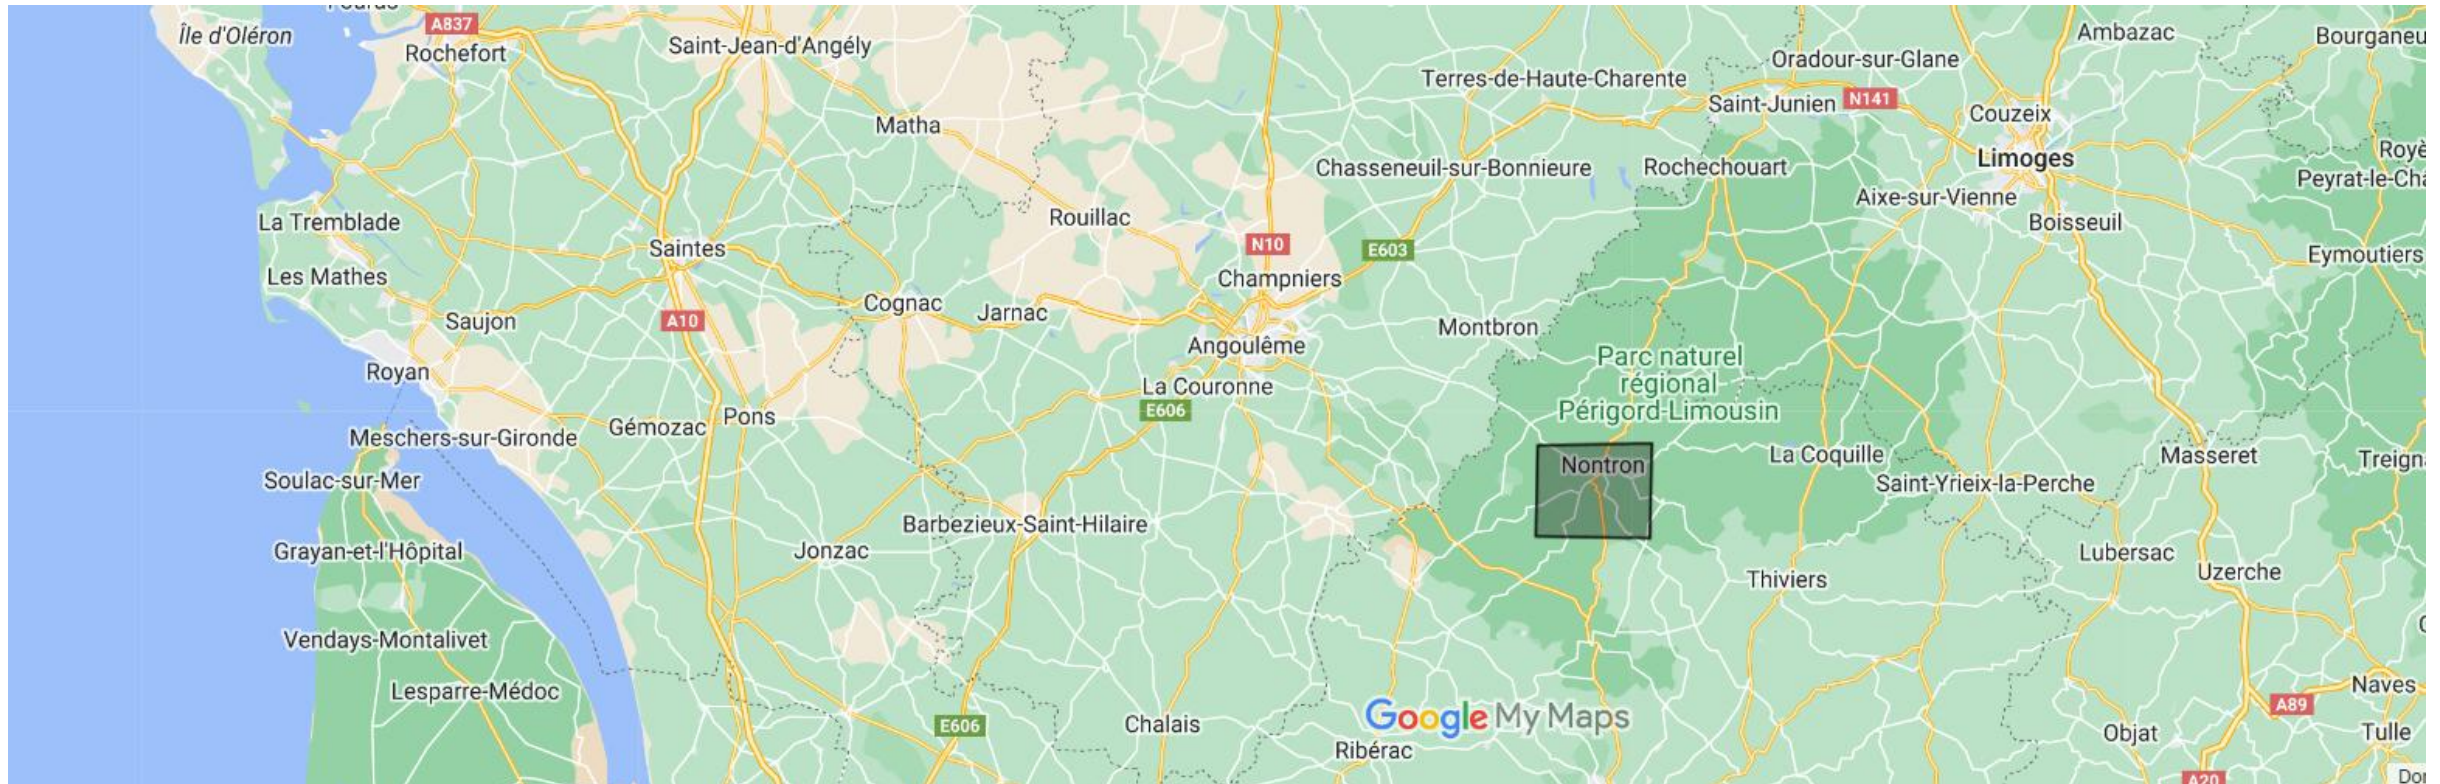 Île d'Oléron
A837
Rochefort
Saint-Jean-d'Angély
Ambazac
Oradour-sur-Glane
Terres-de-Haute-Charente
Saint-Junien
N141
Couzeix
Matha
Limoges
Chasseneuil-sur-Bonnieure
Rochechouart
Aixe-sur-Vienne
La Tremblade
Rouillac
Boisseuil
Saintes
N10
E603
Eymoutiers
Les Mathes
Champniers
Cognac
Jarnac
Saujon
A10
Montbron
Angoulême
Parc naturel
régional
Périgord-Limousin
Royan
La Couronne
E606
Pons
Gémozac
Meschers-sur-Gironde
Nontron
La Coquille
Masseret
Soulac-sur-Mer
Saint-Yrieix-la-Perche
Barbezieux-Saint-Hilaire
Grayan-et-l'Hôpital
Jonzac
Lubersac
Thiviers
Uzerche
Vendays-Montalivet
Lesparre-Médoc
Naves
A89
E606
Chalais
Google My Maps
Objat
Tulle
Ribérac
A20